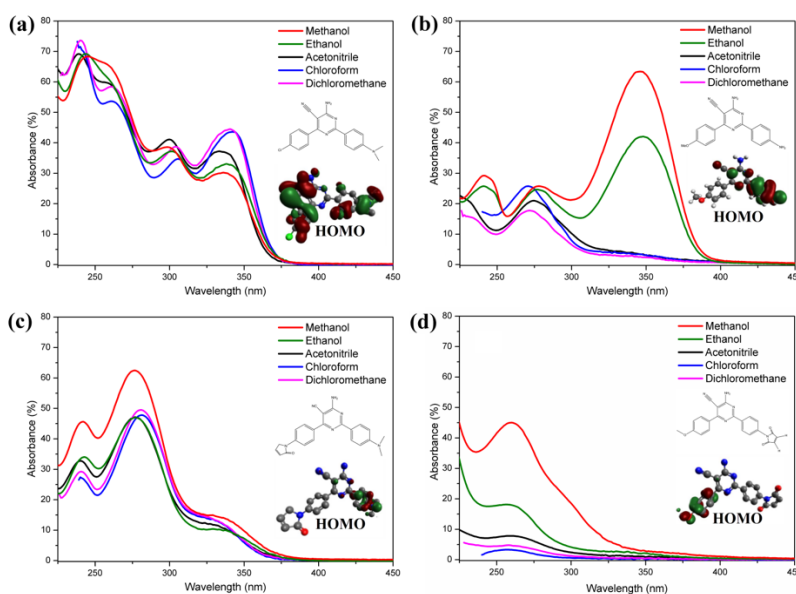 (a)
Methanol
Ethanol
Acetonitrile
Chloroform
Dichloromethane
HOMO
80
70
60
50
40
30
20
10
0
Absorbance (%)
250 300 350 400 450
Wavelength (nm)
(b)
Methanol
Ethanol
Acetonitrile
Chloroform
Dichloromethane
HOMO
80
70
60
50
40
30
20
10
0
Absorbance (%)
250 300 350 400 450
Wavelength (nm)
(c)
Methanol
Ethanol
Acetonitrile
Chloroform
Dichloromethane
HOMO
80
70
60
50
40
30
20
10
0
Absorbance (%)
250 300 350 400 450
Wavelength (nm)
(d)
Methanol
Ethanol
Acetonitrile
Chloroform
Dichloromethane
HOMO
80
70
60
50
40
30
20
10
0
Absorbance (%)
250 300 350 400 450
Wavelength (nm)